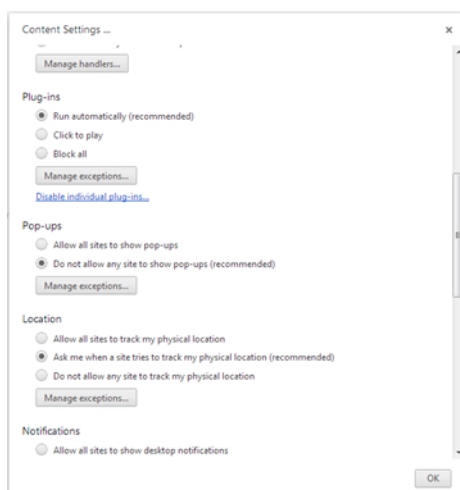 Content Settings ...
Manage handlers...
Plug-ins
Run automatically (recommended)
Click to play
Block all
Manage exceptions...
Disable individual plug-ins...
Pop-ups
Allow all sites to show pop-ups
Do not allow any site to show pop-ups (recommended)
Manage exceptions...
Location
Allow all sites to track my physical location
Ask me when a site tries to track my physical location (recommended)
Do not allow any site to track my physical location
Manage exceptions...
Notifications
Allow all sites to show desktop notifications
OK